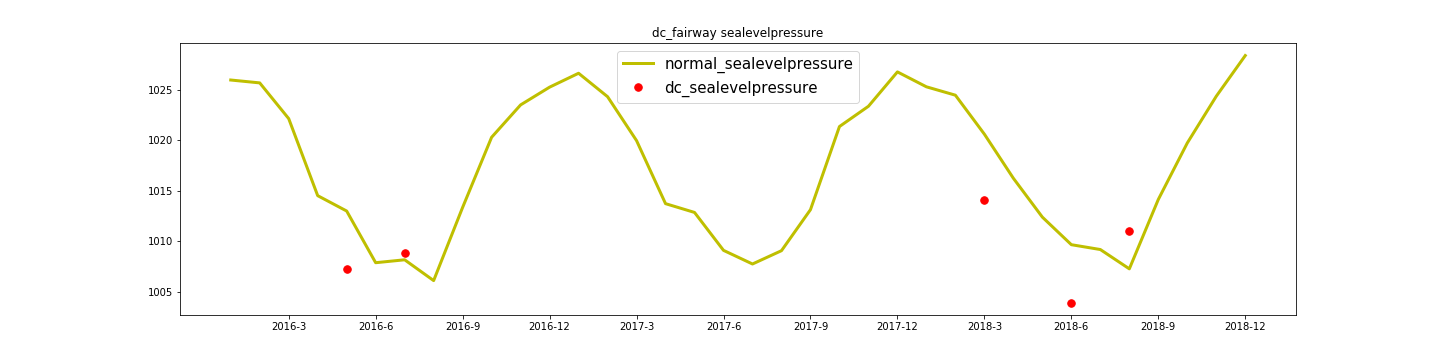 dc_fairway sealevelpressure
normal_sealevelpressure
dc_sealevelpressure
1025
1020
1015
1010
1005
2016-3 2016-6 2016-9 2016-12 2017-3 2017-6 2017-9 2017-12 2018-3 2018-6 2018-9 2018-12